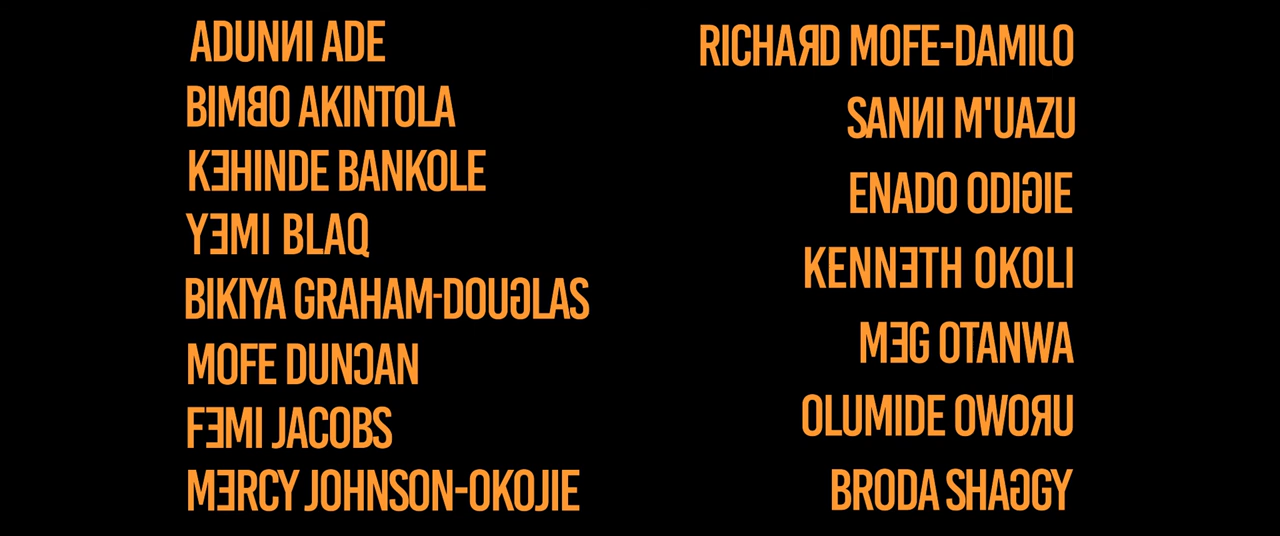 ADUNNI ADE
BIMBO AKINTOLA
KEHINDE BANKOLE
YEMI BLAQ
BIKIYA GRAHAM-DOUGLAS
MOFE DUNCAN
FEMI JACOBS
MERCY JOHNSON-OKOJIE
RICHARD MOFE-DAMILO
SANNI M'UAZU
ENADO ODIGIE
KENNETH OKOLI
MEG OTANWA
OLUMIDE OWORU
BRODA SHAGGY